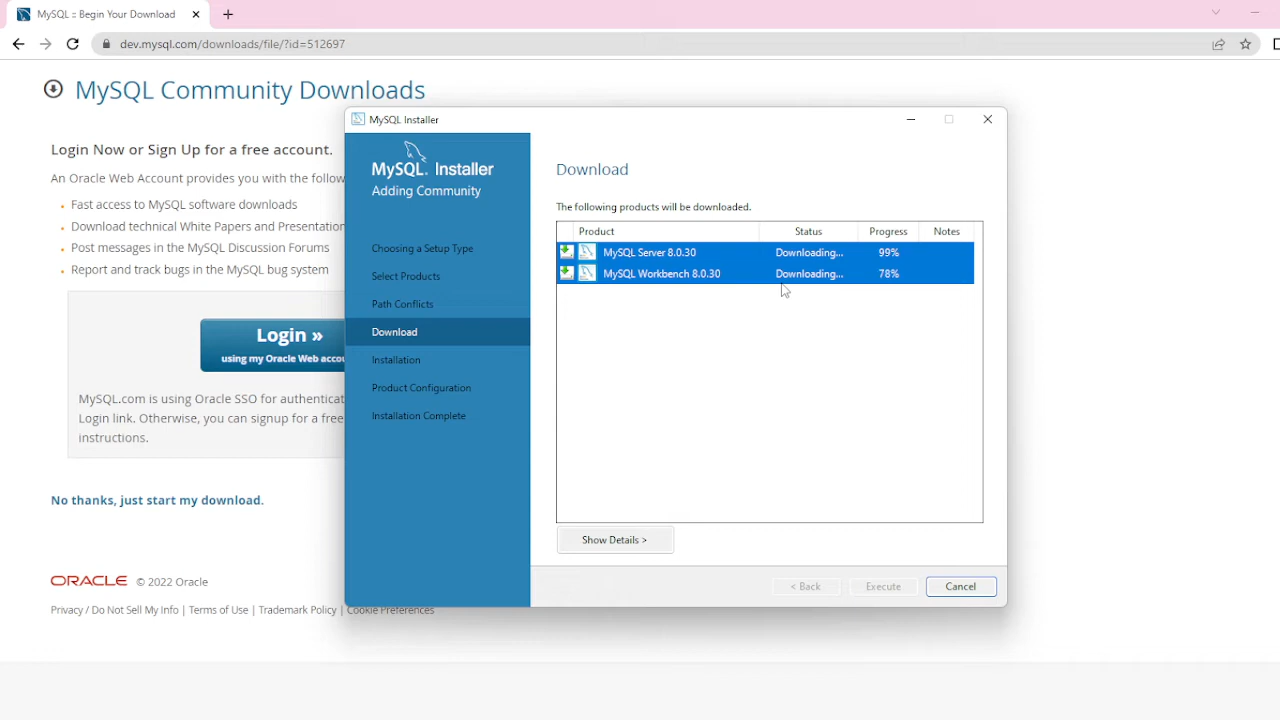 MySQL :: Begin Your Download
dev.mysql.com/downloads/file/?id=512697
MySQL Community Downloads
Login Now or Sign Up for a free account.
An Oracle Web Account provides you with the follow
Fast access to MySQL software downloads
Download technical White Papers and Presentation
Post messages in the MySQL Discussion Forums
Report and track bugs in the MySQL bug system
Login »
using my Oracle Web accou
MySQL.com is using Oracle SSO for authenticat
Login link. Otherwise, you can signup for a free
instructions.
No thanks, just start my download.
ORACLE © 2022 Oracle
Privacy / Do Not Sell My Info | Terms of Use | Trademark Policy | Cookie Preferences
MySQL Installer
MySQL. Installer
Adding Community
Choosing a Setup Type
Select Products
Path Conflicts
Download
Installation
Product Configuration
Installation Complete
Download
The following products will be downloaded.
Product Status Progress Notes
MySQL Server 8.0.30 Downloading... 99%
MySQL Workbench 8.0.30 Downloading... 78%
Show Details >
< Back Execute Cancel